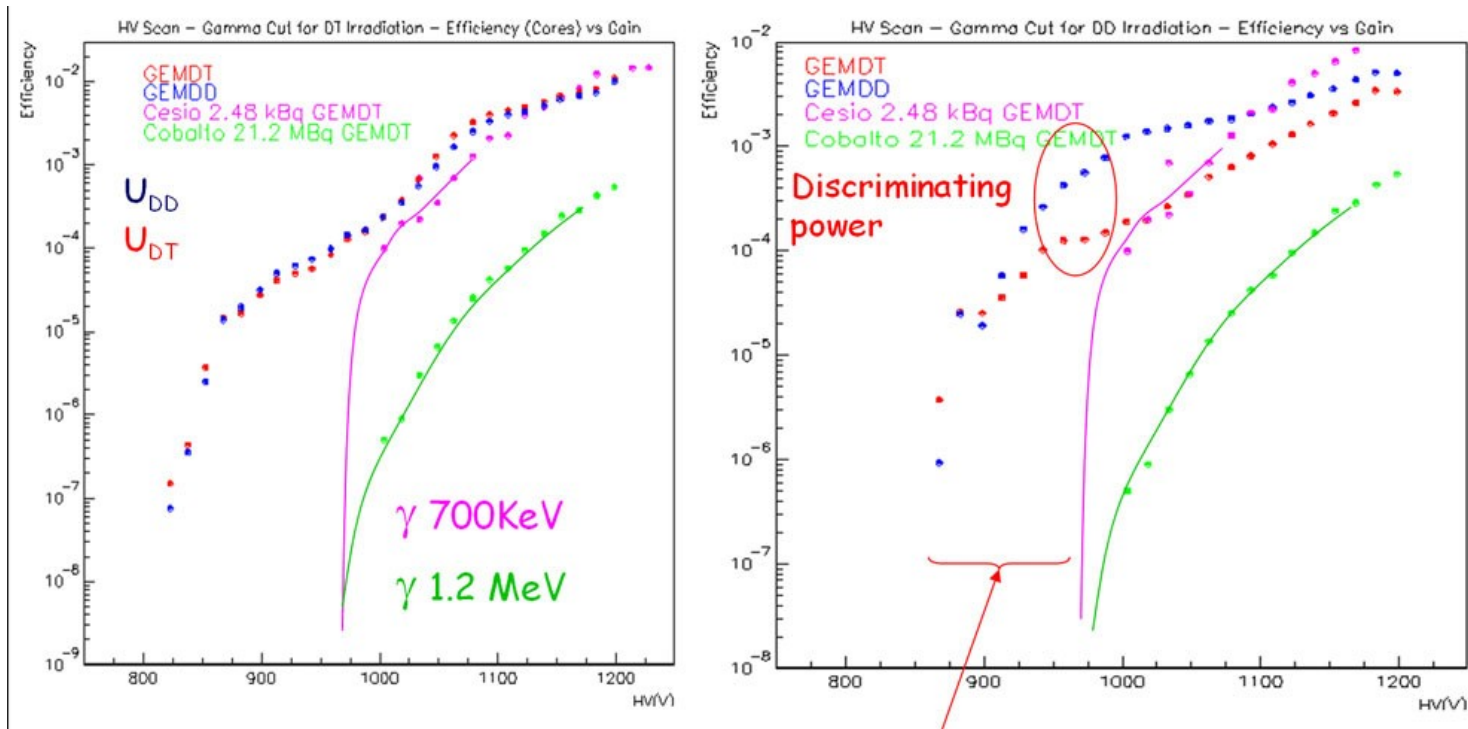 HV Scan – Gamma Cut for DT Irradiation – Efficiency (Cores) vs Gain
Efficiency
GEMDT
GEMDD
Cesio 2.48 kBq GEMDT
Cobalto 21.2 MBq GEMDT
U_DD
U_DT
γ 700KeV
γ 1.2 MeV
10^-2
10^-3
10^-4
10^-5
10^-6
10^-7
10^-8
10^-9
800 900 1000 1100 1200
HV(V)
HV Scan – Gamma Cut for DD Irradiation – Efficiency vs Gain
Efficiency
GEMDT
GEMDD
Cesio 2.48 kBq GEMDT
Cobalto 21.2 MBq GEMDT
Discriminating
power
10^-2
10^-3
10^-4
10^-5
10^-6
10^-7
10^-8
800 900 1000 1100 1200
HV(V)